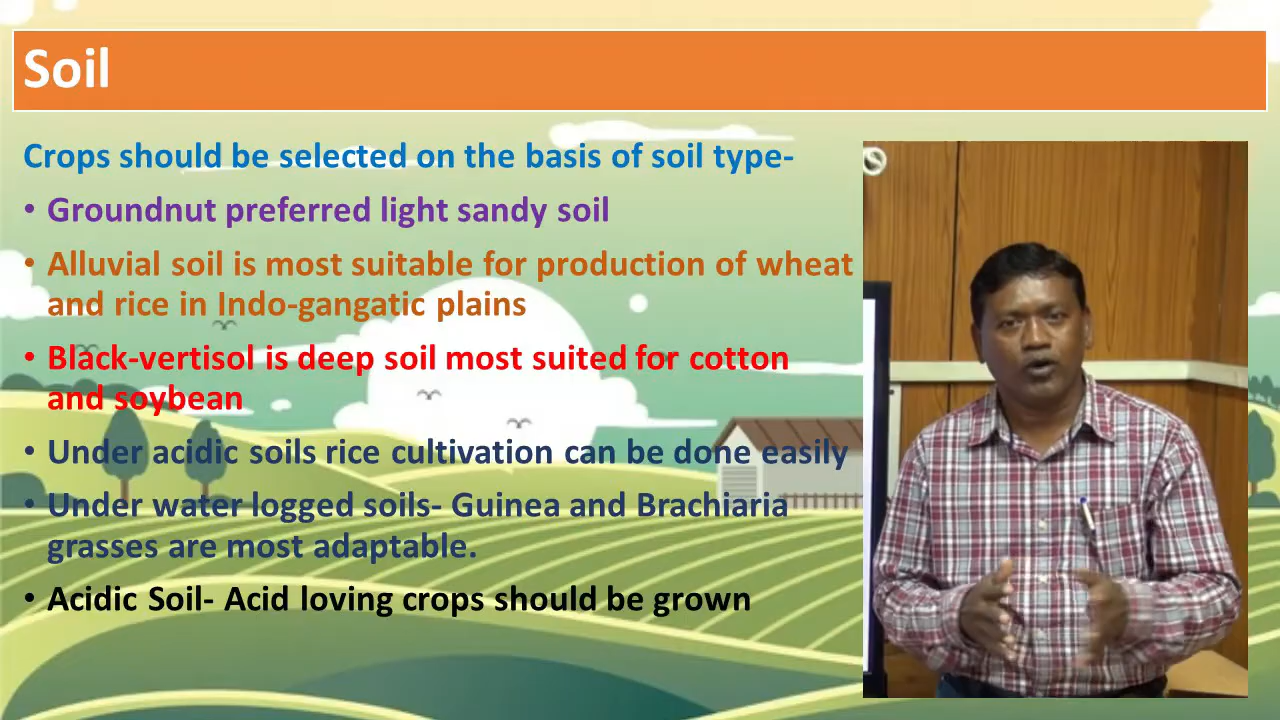 Soil
Crops should be selected on the basis of soil type-
• Groundnut preferred light sandy soil
• Alluvial soil is most suitable for production of wheat
and rice in Indo-gangatic plains
• Black-vertisol is deep soil most suited for cotton
and soybean
• Under acidic soils rice cultivation can be done easily
• Under water logged soils- Guinea and Brachiaria
grasses are most adaptable.
• Acidic Soil- Acid loving crops should be grown